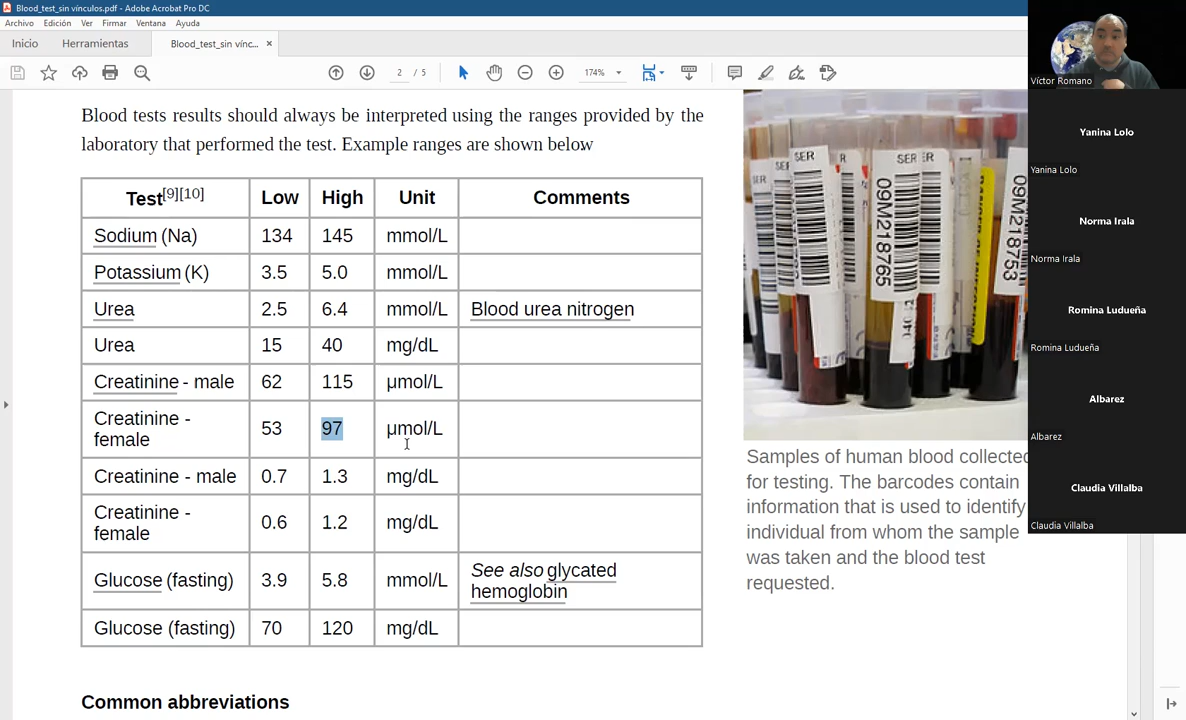 Blood_test_sin vínculos.pdf - Adobe Acrobat Pro DC
Archivo Edición Ver Firmar Ventana Ayuda
Inicio Herramientas Blood_test_sin vínc... ×
2 / 5 174%
Blood tests results should always be interpreted using the ranges provided by the
laboratory that performed the test. Example ranges are shown below
Test[9][10] Low High Unit Comments
Sodium (Na) 134 145 mmol/L
Potassium (K) 3.5 5.0 mmol/L
Urea 2.5 6.4 mmol/L Blood urea nitrogen
Urea 15 40 mg/dL
Creatinine - male 62 115 μmol/L
Creatinine -
female 53 97 μmol/L
Creatinine - male 0.7 1.3 mg/dL
Creatinine -
female 0.6 1.2 mg/dL
Glucose (fasting) 3.9 5.8 mmol/L See also glycated
hemoglobin
Glucose (fasting) 70 120 mg/dL
Common abbreviations
SER
SER
SER
09M218765
09M218753
Samples of human blood collected
for testing. The barcodes contain
information that is used to identify
individual from whom the sample
was taken and the blood test
requested.
Víctor Romano
Yanina Lolo
Yanina Lolo
Norma Irala
Norma Irala
Romina Ludueña
Romina Ludueña
Albarez
Albarez
Claudia Villalba
Claudia Villalba